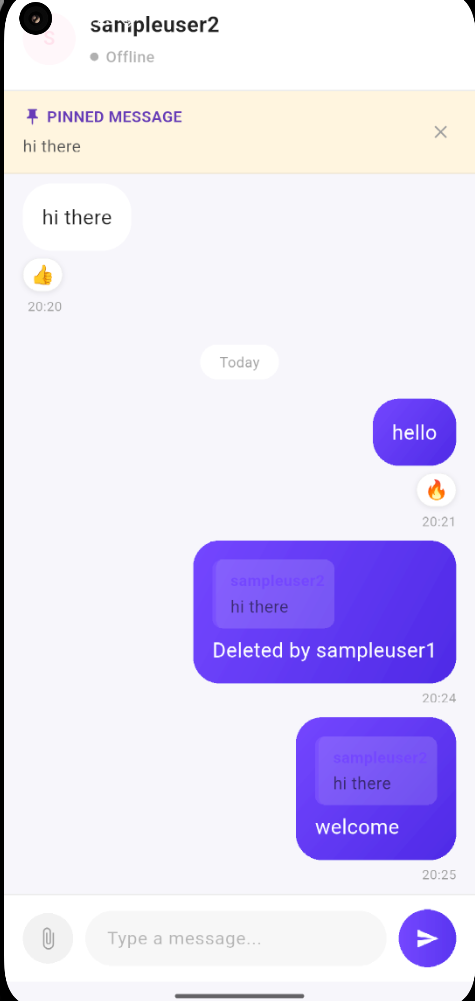 S
sampleuser2
Offline
PINNED MESSAGE
hi there
hi there
20:20
Today
hello
20:21
sampleuser2
hi there
Deleted by sampleuser1
20:24
sampleuser2
hi there
welcome
20:25
Type a message...